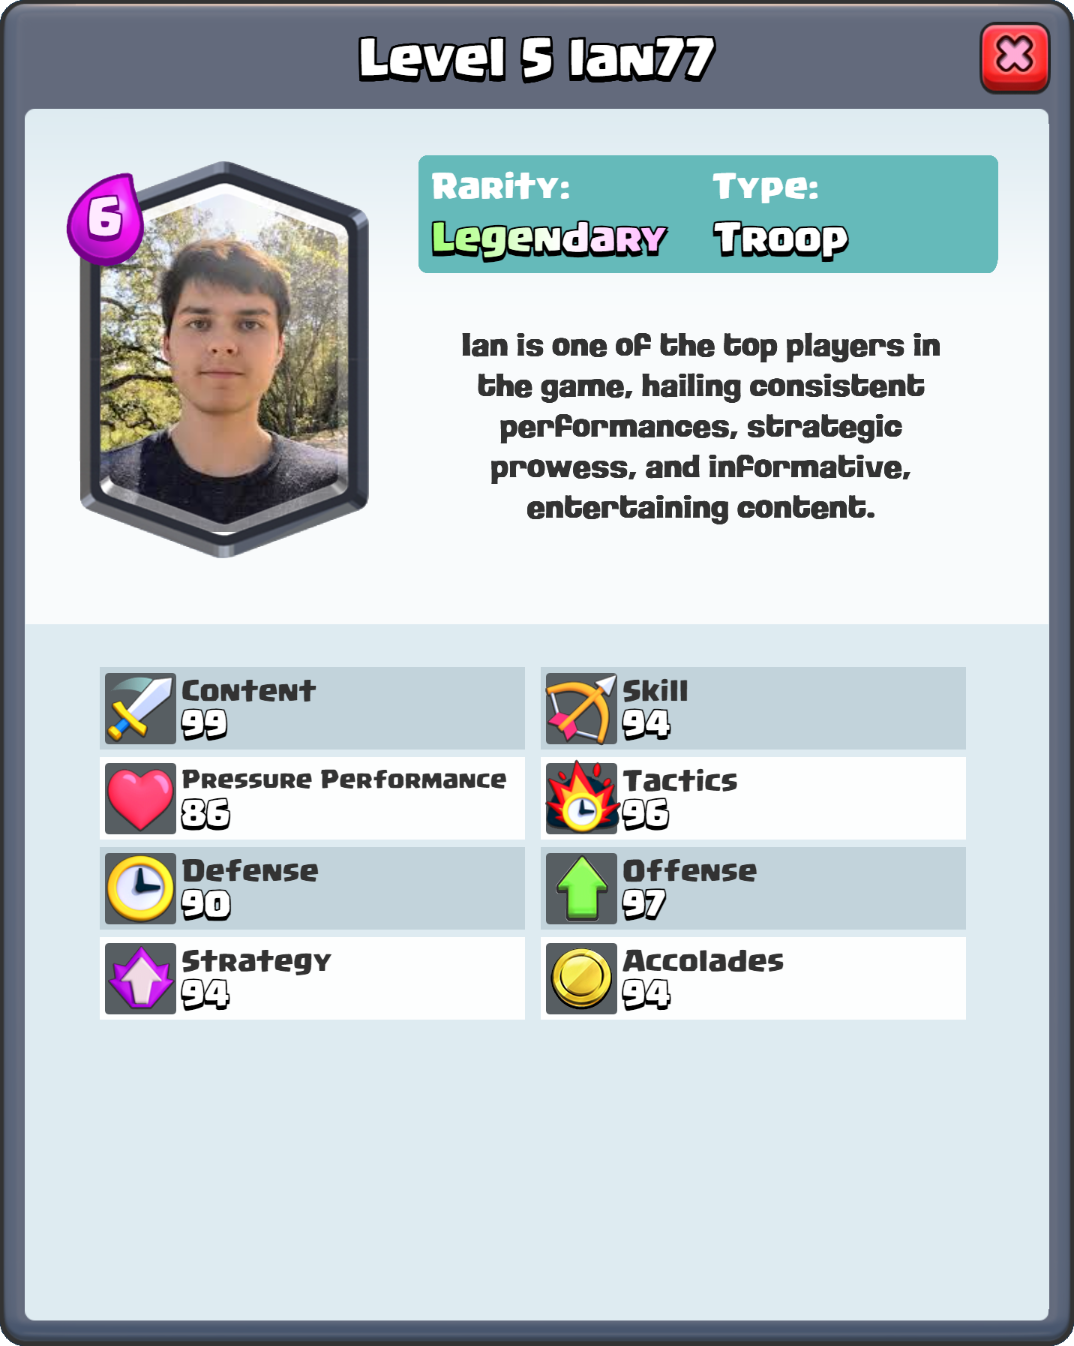 Level 5 Ian77
6
Rarity: Type:
Legendary Troop
Ian is one of the top players in
the game, hailing consistent
performances, strategic
prowess, and informative,
entertaining content.
Content Skill
99 94
Pressure Performance Tactics
86 96
Defense Offense
90 97
Strategy Accolades
94 94